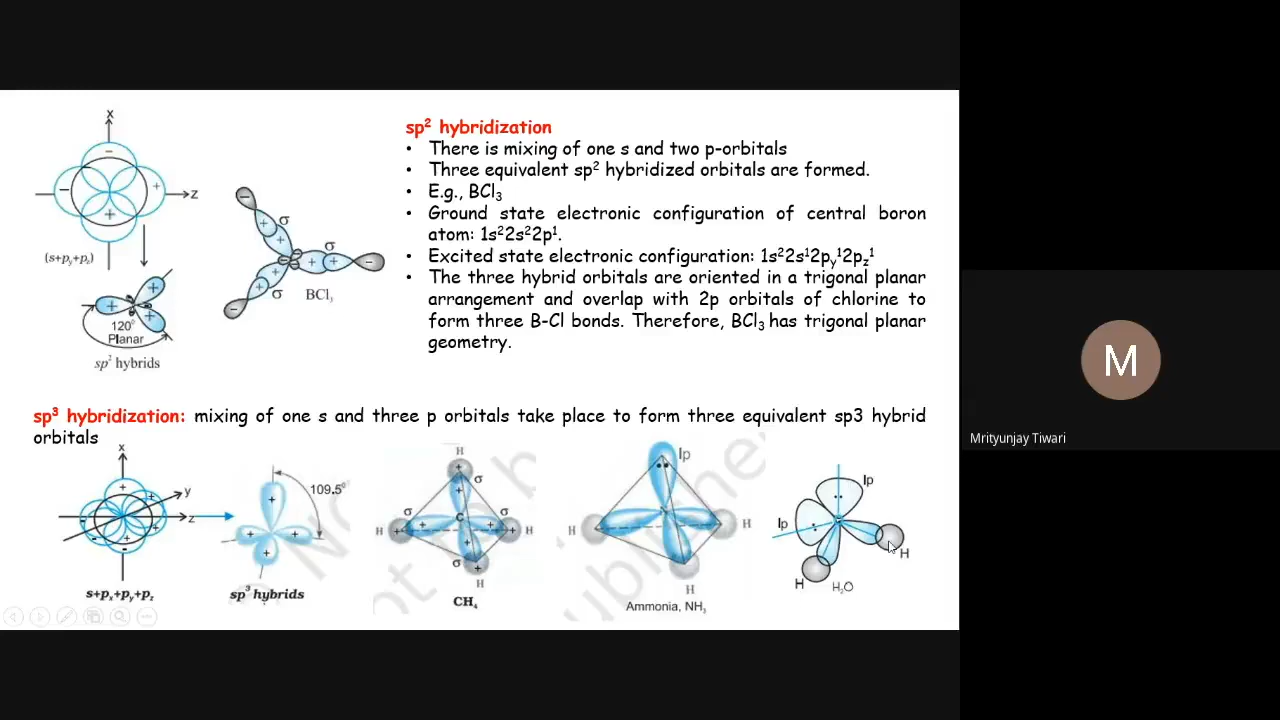 sp² hybridization
• There is mixing of one s and two p-orbitals
• Three equivalent sp² hybridized orbitals are formed.
• E.g., BCl₃
• Ground state electronic configuration of central boron
atom: 1s²2s²2p¹.
• Excited state electronic configuration: 1s²2s¹2pᵧ¹2p_z¹
• The three hybrid orbitals are oriented in a trigonal planar
arrangement and overlap with 2p orbitals of chlorine to
form three B-Cl bonds. Therefore, BCl₃ has trigonal planar
geometry.
x
z
(s+pᵧ+p_z)
120°
Planar
sp² hybrids
σ
σ
σ
BCl₃
sp³ hybridization: mixing of one s and three p orbitals take place to form three equivalent sp3 hybrid
orbitals
x
y
z
s+pₓ+pᵧ+p_z
109.5°
sp³ hybrids
H
σ
σ
C
σ
H
H
σ
H
CH₄
lp
N
H
H
H
Ammonia, NH₃
lp
lp
H
H
H₂O
M
Mrityunjay Tiwari